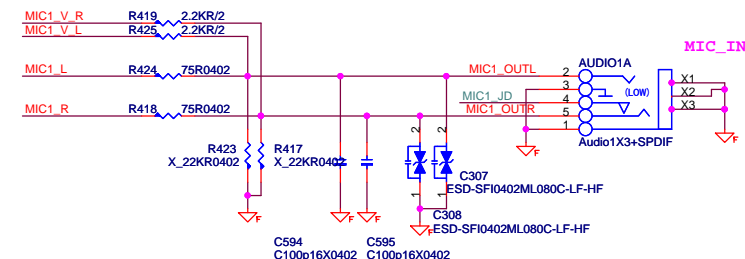 MIC1_V_R R419 2.2KR/2
MIC1_V_L R425 2.2KR/2
MIC_IN
AUDIO1A
MIC1_L R424 75R0402 MIC1_OUTL 2
X1
3 (LOW) X2
MIC1_JD 4
MIC1_R R418 75R0402 MIC1_OUTR 5 X3
1
Audio1X3+SPDIF
2 2
R423 R417
X_22KR0402 X_22KR0402
F F
C307
ESD-SFI0402ML080C-LF-HF
1 1
C308
F F F F ESD-SFI0402ML080C-LF-HF
C594 C595
C100p16X0402 C100p16X0402